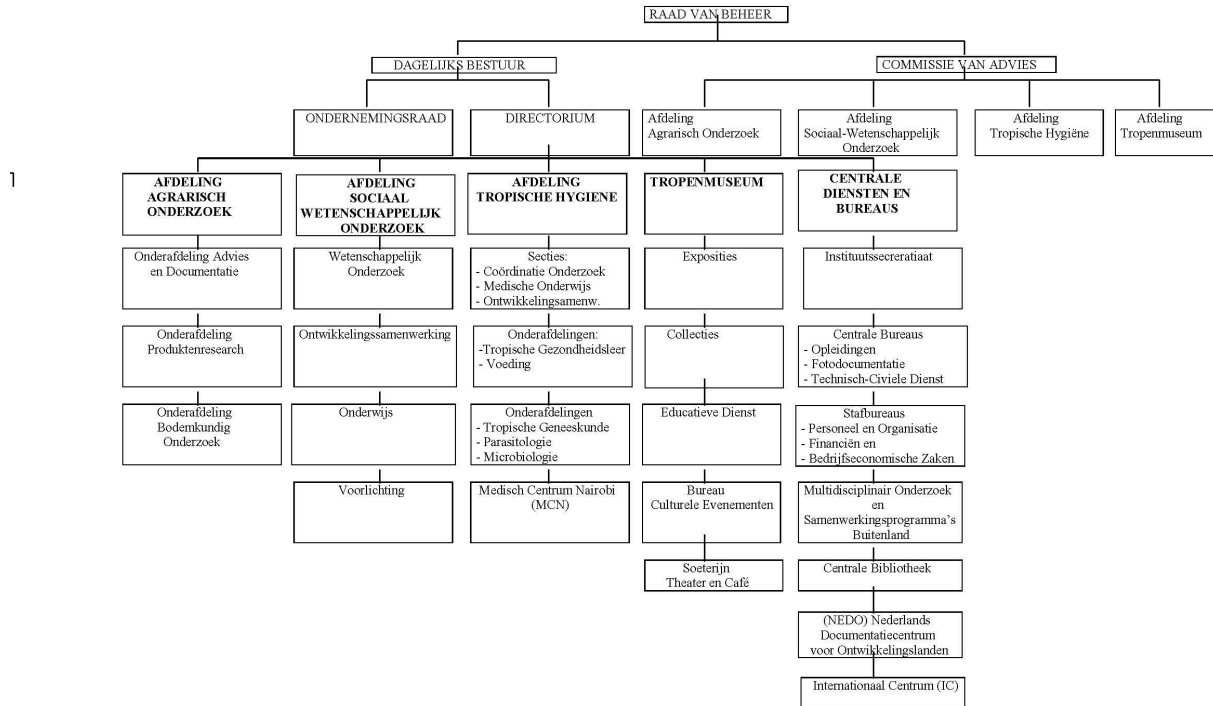 RAAD VAN BEHEER
DAGELIJKS BESTUUR
COMMISSIE VAN ADVIES
ONDERNEMINGSRAAD
DIRECTORIUM
Afdeling
Agrarisch Onderzoek
Afdeling
Sociaal-Wetenschappelijk
Onderzoek
Afdeling
Tropische Hygiëne
Afdeling
Tropenmuseum
1
AFDELING
AGRARISCH
ONDERZOEK
AFDELING
SOCIAAL
WETENSCHAPPELIJK
ONDERZOEK
AFDELING
TROPISCHE HYGIENE
TROPENMUSEUM
CENTRALE
DIENSTEN EN
BUREAUS
Onderafdeling Advies
en Documentatie
Wetenschappelijk
Onderzoek
Secties:
- Coördinatie Onderzoek
- Medische Onderwijs
- Ontwikkelingsamenw.
Exposities
Instituutssecreratiaat
Onderafdeling
Produktenresearch
Ontwikkelingssamenwerking
Onderafdelingen:
-Tropische Gezondheidsleer
- Voeding
Collecties
Centrale Bureaus
- Opleidingen
- Fotodocumentatie
- Technisch-Civiele Dienst
Onderafdeling
Bodemkundig
Onderzoek
Onderwijs
Onderafdelingen
- Tropische Geneeskunde
- Parasitologie
- Microbiologie
Educatieve Dienst
Stafbureaus
- Personeel en Organisatie
- Financiën en
- Bedrijfseconomische Zaken
Voorlichting
Medisch Centrum Nairobi
(MCN)
Bureau
Culturele Evenementen
Multidisciplinair Onderzoek
en
Samenwerkingsprogramma's
Buitenland
Soeterijn
Theater en Café
Centrale Bibliotheek
(NEDO) Nederlands
Documentatiecentrum
voor Ontwikkelingslanden
Internationaal Centrum (IC)